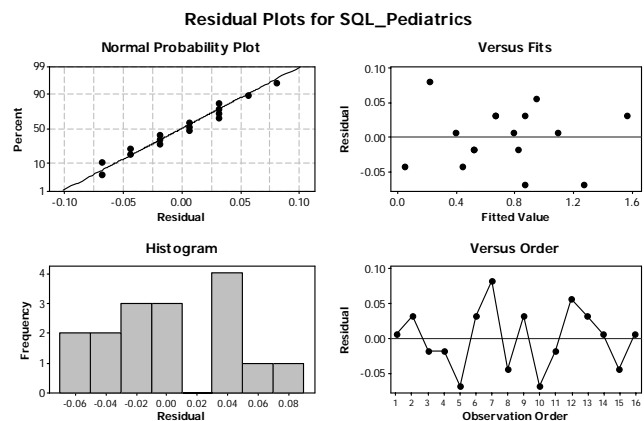 Residual Plots for SQL_Pediatrics
Normal Probability Plot
99
90
50
10
1
Percent
-0.10 -0.05 0.00 0.05 0.10
Residual
Versus Fits
0.10
0.05
0.00
-0.05
Residual
0.0 0.4 0.8 1.2 1.6
Fitted Value
Histogram
4
3
2
1
0
Frequency
-0.06 -0.04 -0.02 0.00 0.02 0.04 0.06 0.08
Residual
Versus Order
0.10
0.05
0.00
-0.05
Residual
1 2 3 4 5 6 7 8 9 10 11 12 13 14 15 16
Observation Order